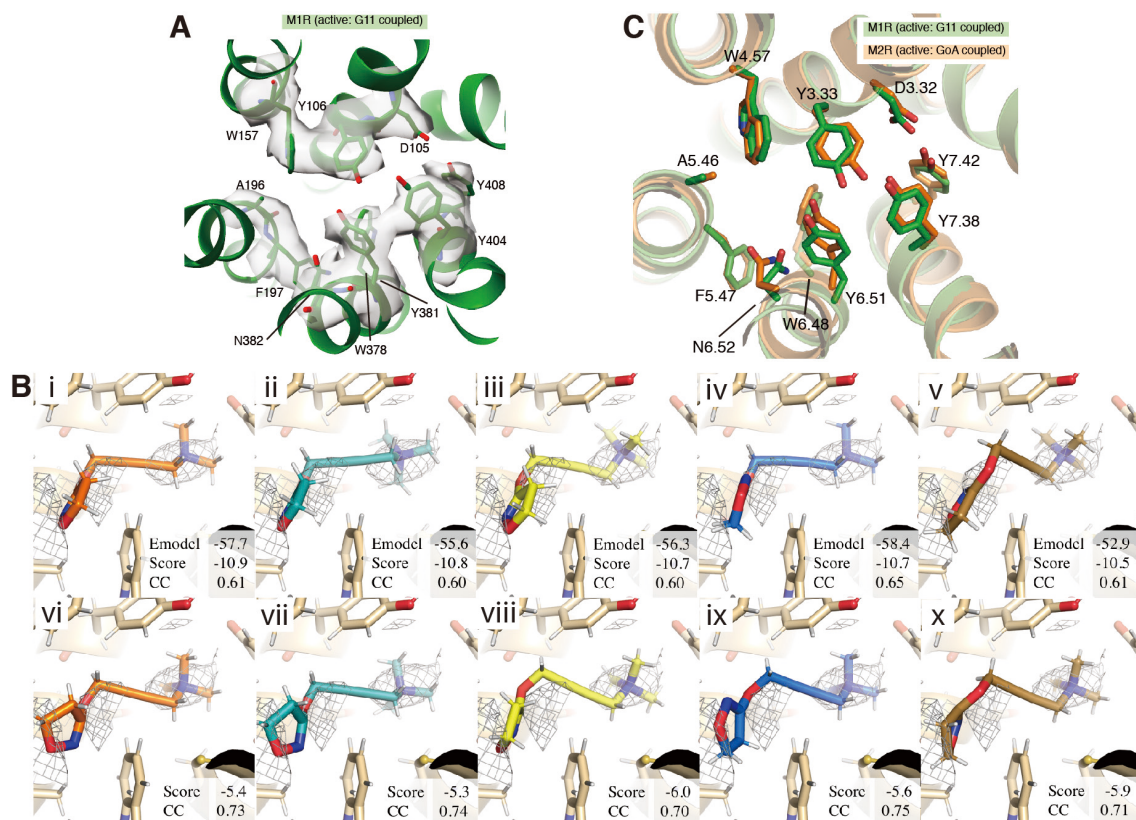 A
M1R (active: G11 coupled)
Y106
W157
D105
A196
Y408
Y404
F197
Y381
N382
W378
C
M1R (active: G11 coupled)
M2R (active: GoA coupled)
W4.57
Y3.33
D3.32
Y7.42
A5.46
Y7.38
F5.47
Y6.51
W6.48
N6.52
B
i
Emodel -57.7
Score -10.9
CC 0.61
ii
-55.6
-10.8
0.60
iii
Emodel -56.3
Score -10.7
CC 0.60
iv
Emodel -58.4
Score -10.7
CC 0.65
v
Emodel -52.9
Score -10.5
CC 0.61
vi
Score -5.4
CC 0.73
vii
Score -5.3
CC 0.74
viii
Score -6.0
CC 0.70
ix
Score -5.6
CC 0.75
x
Score -5.9
CC 0.71